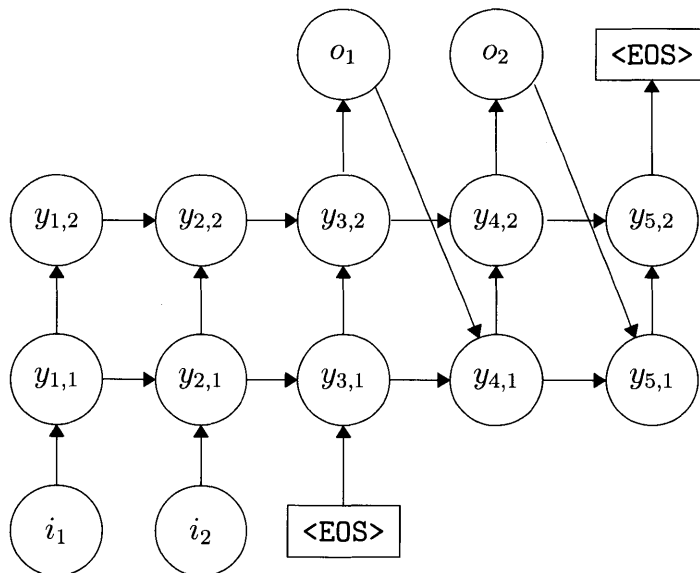 o₁ o₂ <EOS>
y₁,₂ y₂,₂ y₃,₂ y₄,₂ y₅,₂
y₁,₁ y₂,₁ y₃,₁ y₄,₁ y₅,₁
i₁ i₂ <EOS>